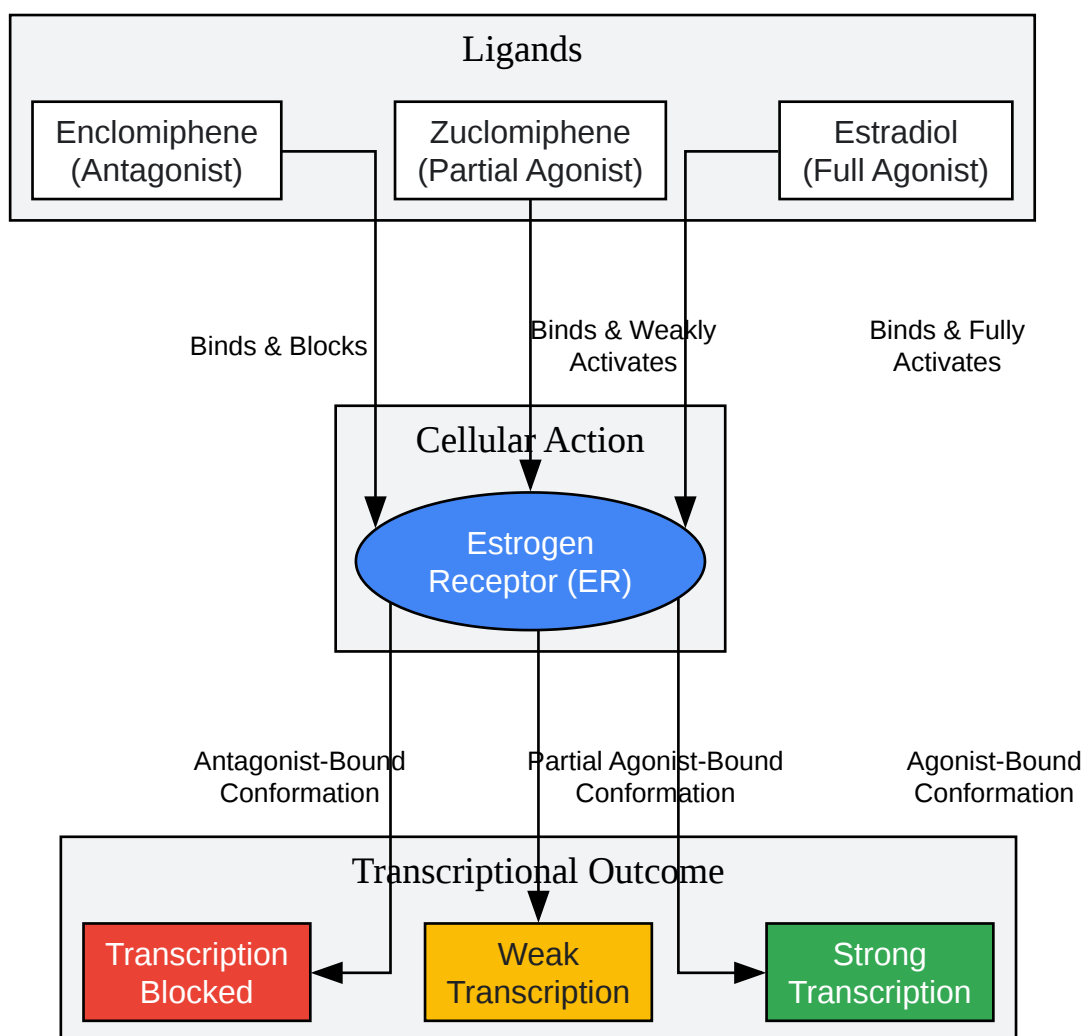 Ligands
Enclomiphene
(Antagonist)
Zuclomiphene
(Partial Agonist)
Estradiol
(Full Agonist)
Binds & Blocks
Binds & Weakly
Activates
Binds & Fully
Activates
Cellular Action
Estrogen
Receptor (ER)
Antagonist-Bound
Conformation
Partial Agonist-Bound
Conformation
Agonist-Bound
Conformation
Transcriptional Outcome
Transcription
Blocked
Weak
Transcription
Strong
Transcription